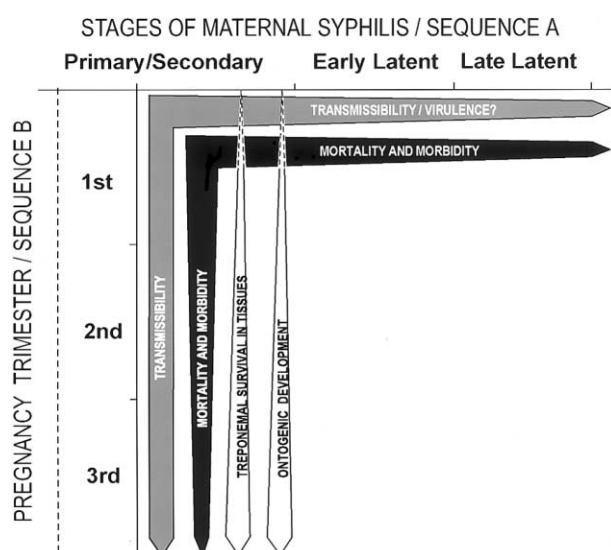 STAGES OF MATERNAL SYPHILIS / SEQUENCE A
Primary/Secondary
Early Latent
Late Latent
TRANSMISSIBILITY / VIRULENCE?
MORTALITY AND MORBIDITY
PREGNANCY TRIMESTER / SEQUENCE B
1st
2nd
3rd
TRANSMISSIBILITY
MORTALITY AND MORBIDITY
TREPONEMAL SURVIVAL IN TISSUES
ONTOGENIC DEVELOPMENT